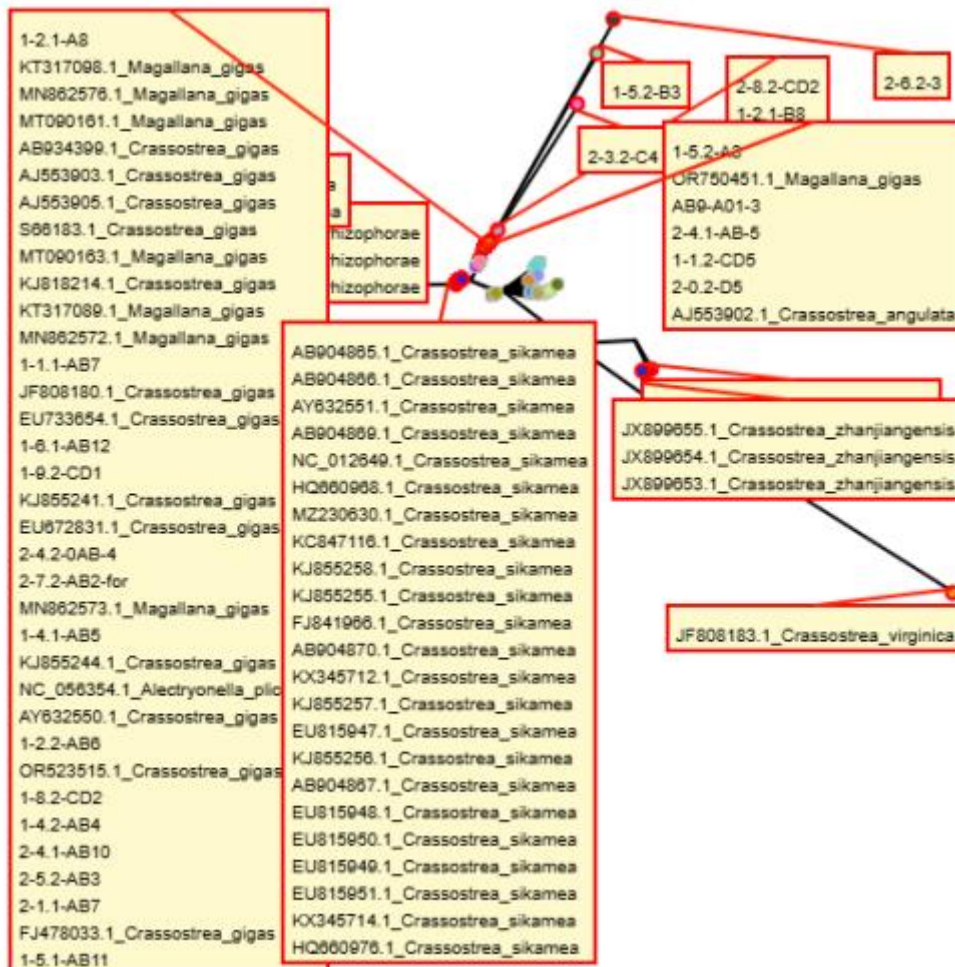 1-2.1-A8
KT317098.1_Magallana_gigas
MN862576.1_Magallana_gigas
MT090161.1_Magallana_gigas
AB934399.1_Crassostrea_gigas
AJ553903.1_Crassostrea_gigas
AJ553905.1_Crassostrea_gigas
S66183.1_Crassostrea_gigas
MT090163.1_Magallana_gigas
KJ818214.1_Crassostrea_gigas
KT317089.1_Magallana_gigas
MN862572.1_Magallana_gigas
1-1.1-AB7
JF808180.1_Crassostrea_gigas
EU733654.1_Crassostrea_gigas
1-6.1-AB12
1-9.2-CD1
KJ855241.1_Crassostrea_gigas
EU672831.1_Crassostrea_gigas
2-4.2-0AB-4
2-7.2-AB2-for
MN862573.1_Magallana_gigas
1-4.1-AB5
KJ855244.1_Crassostrea_gigas
NC_056354.1_Alectryonella_plic
AY632550.1_Crassostrea_gigas
1-2.2-AB6
OR523515.1_Crassostrea_gigas
1-8.2-CD2
1-4.2-AB4
2-4.1-AB10
2-5.2-AB3
2-1.1-AB7
FJ478033.1_Crassostrea_gigas
1-5.1-AB11
hizophorae
hizophorae
hizophorae
AB904865.1_Crassostrea_sikamea
AB904866.1_Crassostrea_sikamea
AY632551.1_Crassostrea_sikamea
AB904869.1_Crassostrea_sikamea
NC_012649.1_Crassostrea_sikamea
HQ660968.1_Crassostrea_sikamea
MZ230630.1_Crassostrea_sikamea
KC847116.1_Crassostrea_sikamea
KJ855258.1_Crassostrea_sikamea
KJ855255.1_Crassostrea_sikamea
FJ841966.1_Crassostrea_sikamea
AB904870.1_Crassostrea_sikamea
KX345712.1_Crassostrea_sikamea
KJ855257.1_Crassostrea_sikamea
EU815947.1_Crassostrea_sikamea
KJ855256.1_Crassostrea_sikamea
AB904867.1_Crassostrea_sikamea
EU815948.1_Crassostrea_sikamea
EU815950.1_Crassostrea_sikamea
EU815949.1_Crassostrea_sikamea
EU815951.1_Crassostrea_sikamea
KX345714.1_Crassostrea_sikamea
HQ660976.1_Crassostrea_sikamea
1-5.2-B3
2-3.2-C4
2-8.2-CD2
1-2.1-B8
2-6.2-3
1-5.2-A3
OR750451.1_Magallana_gigas
AB9-A01-3
2-4.1-AB-5
1-1.2-CD5
2-0.2-D5
AJ553902.1_Crassostrea_angulata
JX899655.1_Crassostrea_zhanjiangensis
JX899654.1_Crassostrea_zhanjiangensis
JX899653.1_Crassostrea_zhanjiangensis
JF808183.1_Crassostrea_virginica